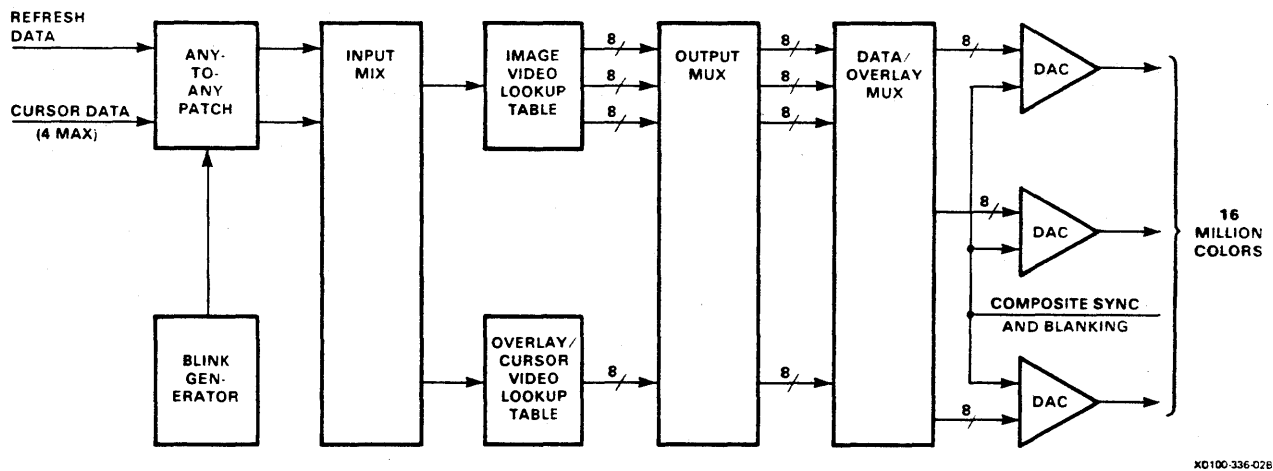 REFRESH
DATA
CURSOR DATA
(4 MAX)
ANY-
TO-
ANY
PATCH
BLINK
GEN-
ERATOR
INPUT
MIX
IMAGE
VIDEO
LOOKUP
TABLE
OVERLAY/
CURSOR
VIDEO
LOOKUP
TABLE
8
8
8
8
OUTPUT
MUX
8
8
8
8
DATA/
OVERLAY
MUX
8
8
8
DAC
DAC
DAC
COMPOSITE SYNC
AND BLANKING
16
MILLION
COLORS
XD100-336-02B